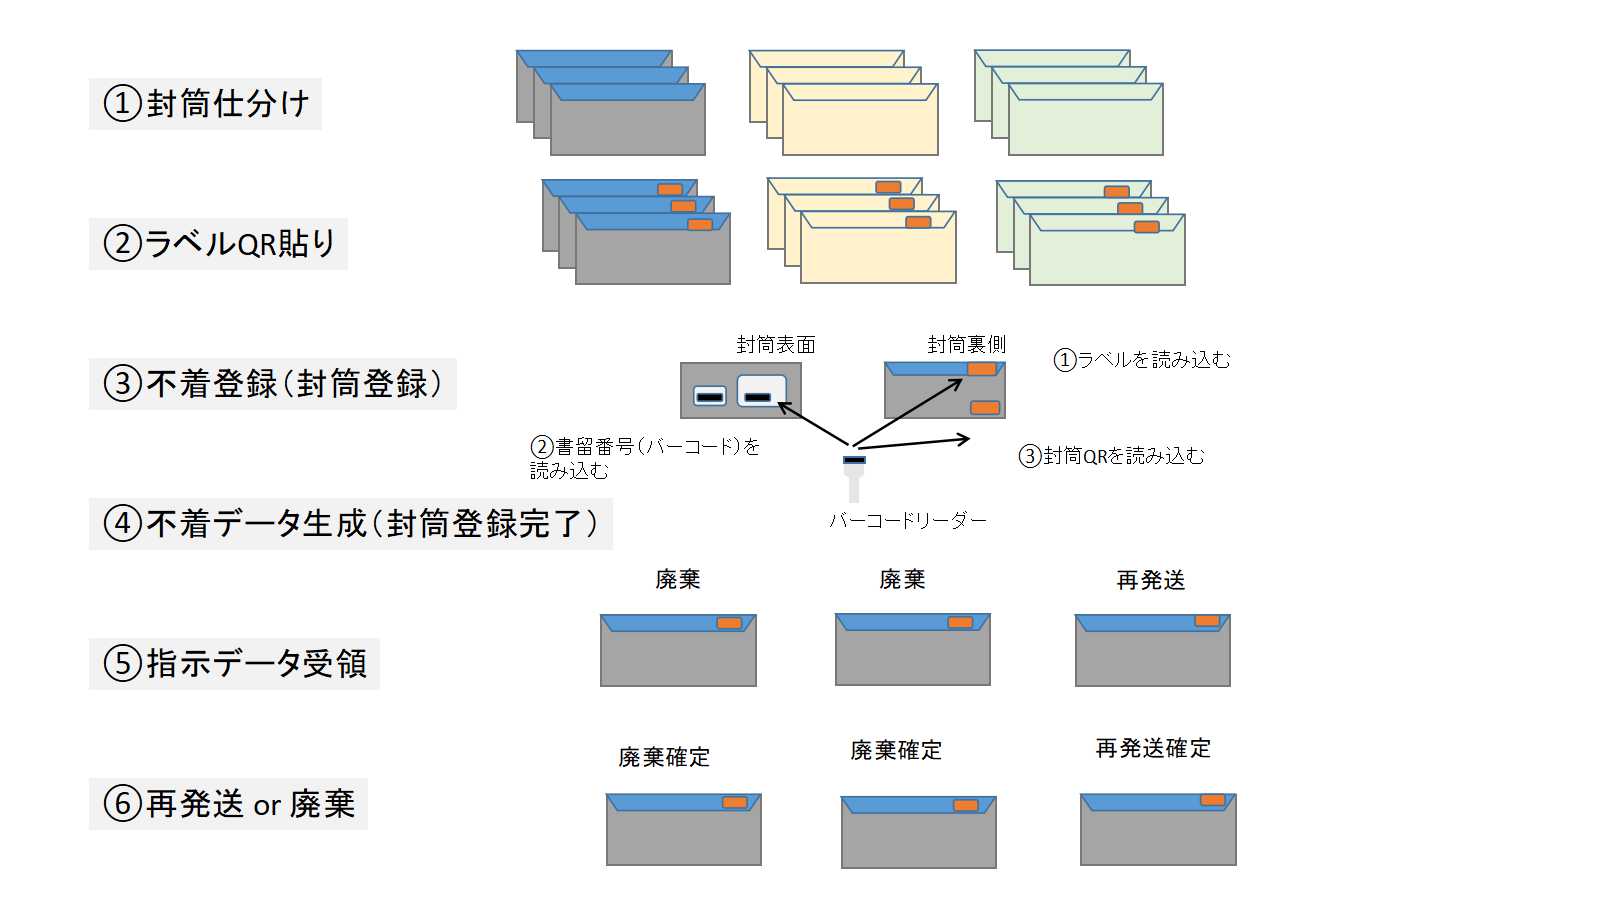 ①封筒仕分け
②ラベルQR貼り
封筒表面
封筒裏側
①ラベルを読み込む
③不着登録（封筒登録）
②書留番号（バーコード）を
読み込む
③封筒QRを読み込む
バーコードリーダー
④不着データ生成（封筒登録完了）
廃棄
廃棄
再発送
⑤指示データ受領
廃棄確定
廃棄確定
再発送確定
⑥再発送 or 廃棄